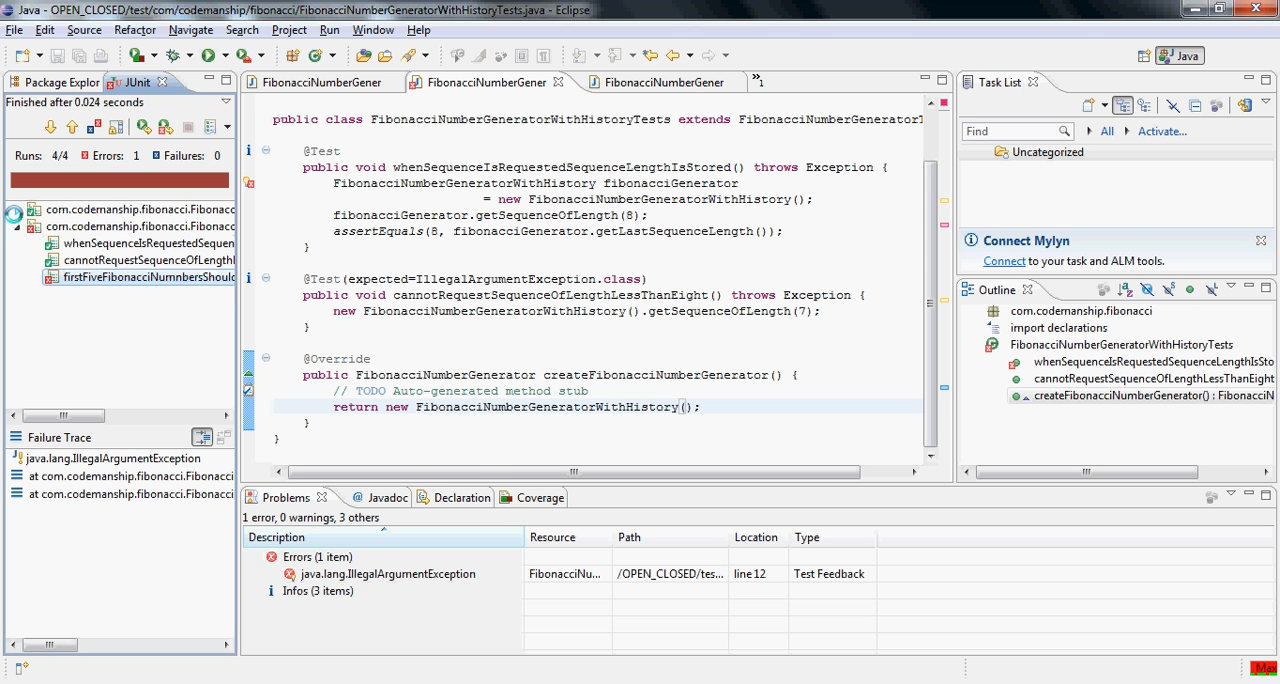 Java - OPEN_CLOSED/test/com/codemanship/fibonacci/FibonacciNumberGeneratorWithHistoryTests.java - Eclipse
File Edit Source Refactor Navigate Search Project Run Window Help
Java
Package Explor JUnit
Finished after 0.024 seconds
Runs: 4/4 Errors: 1 Failures: 0
com.codemanship.fibonacci.Fibonacc
com.codemanship.fibonacci.Fibonacc
whenSequenceIsRequestedSequen
cannotRequestSequenceOfLengthl
firstFiveFibonacciNumnbersShoulc
Failure Trace
java.lang.IllegalArgumentException
at com.codemanship.fibonacci.Fibonacci
at com.codemanship.fibonacci.Fibonacci
FibonacciNumberGener FibonacciNumberGener FibonacciNumberGener 1
public class FibonacciNumberGeneratorWithHistoryTests extends FibonacciNumberGeneratorT
@Test
public void whenSequenceIsRequestedSequenceLengthIsStored() throws Exception {
FibonacciNumberGeneratorWithHistory fibonacciGenerator
= new FibonacciNumberGeneratorWithHistory();
fibonacciGenerator.getSequenceOfLength(8);
assertEquals(8, fibonacciGenerator.getLastSequenceLength());
}
@Test(expected=IllegalArgumentException.class)
public void cannotRequestSequenceOfLengthLessThanEight() throws Exception {
new FibonacciNumberGeneratorWithHistory().getSequenceOfLength(7);
}
@Override
public FibonacciNumberGenerator createFibonacciNumberGenerator() {
// TODO Auto-generated method stub
return new FibonacciNumberGeneratorWithHistory();
}
}
Problems Javadoc Declaration Coverage
1 error, 0 warnings, 3 others
Description Resource Path Location Type
Errors (1 item)
java.lang.IllegalArgumentException FibonacciNu... /OPEN_CLOSED/tes... line 12 Test Feedback
Infos (3 items)
Task List
Find All Activate...
Uncategorized
Connect Mylyn
Connect to your task and ALM tools.
Outline
com.codemanship.fibonacci
import declarations
FibonacciNumberGeneratorWithHistoryTests
whenSequenceIsRequestedSequenceLengthIsSto
cannotRequestSequenceOfLengthLessThanEight
createFibonacciNumberGenerator() : FibonacciN
Max